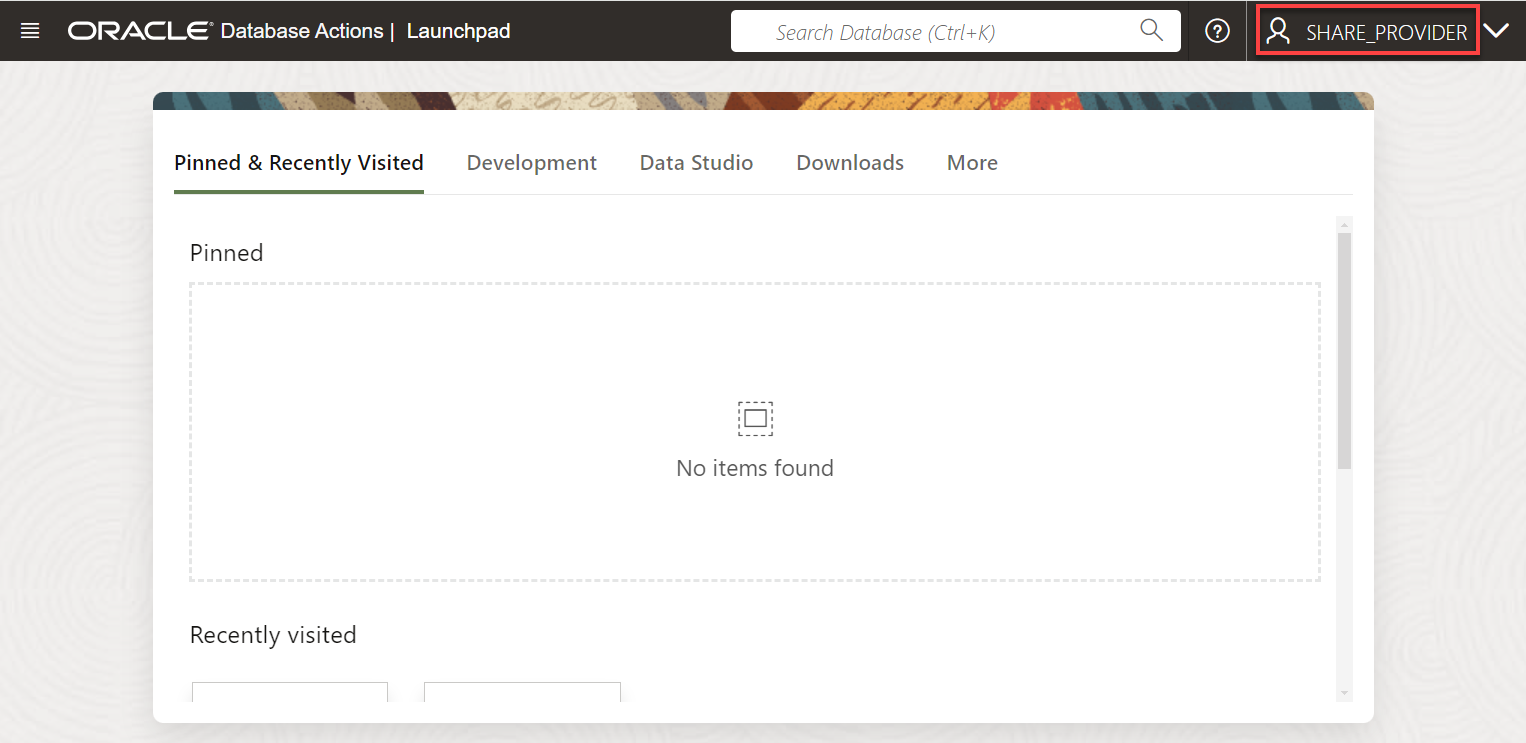 ORACLE Database Actions | Launchpad
Search Database (Ctrl+K)
?
SHARE_PROVIDER
Pinned & Recently Visited
Development
Data Studio
Downloads
More
Pinned
No items found
Recently visited